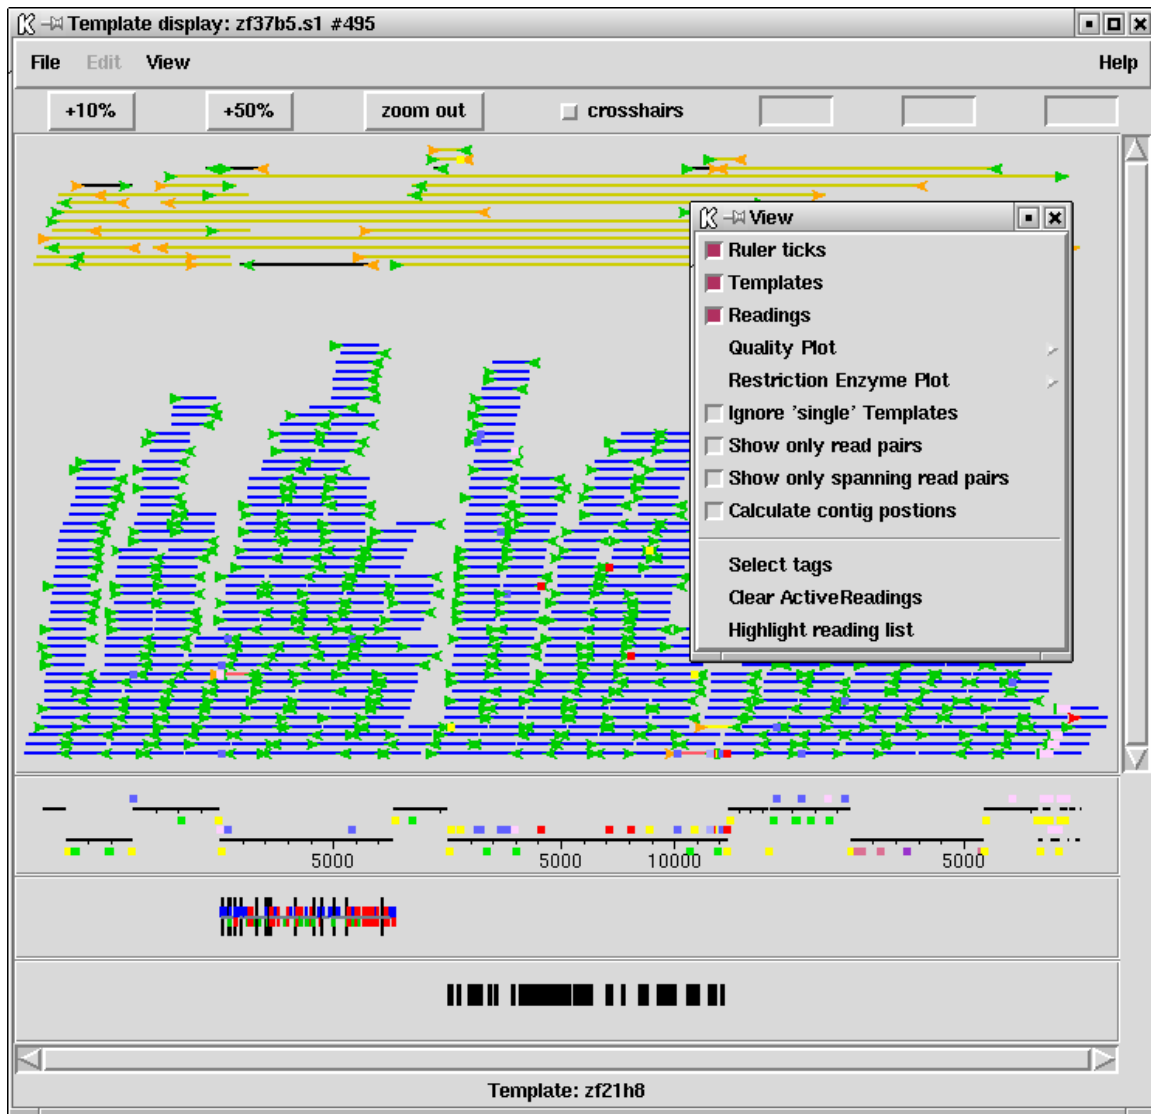 Template display: zf37b5.s1 #495
File Edit View Help
+10% +50% zoom out crosshairs
View
Ruler ticks
Templates
Readings
Quality Plot
Restriction Enzyme Plot
Ignore 'single' Templates
Show only read pairs
Show only spanning read pairs
Calculate contig postions
Select tags
Clear ActiveReadings
Highlight reading list
5000 5000 10000 5000
Template: zf21h8